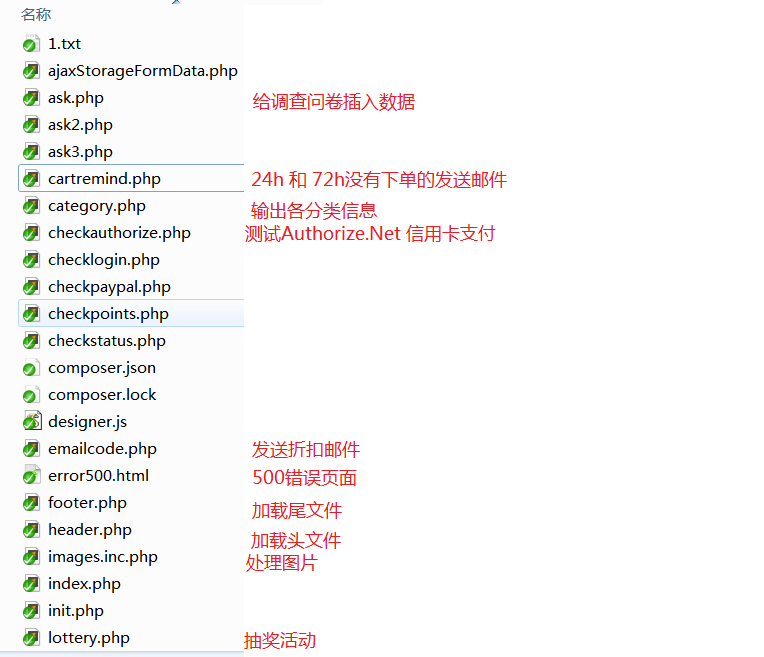 名称
1.txt
ajaxStorageFormData.php
ask.php 给调查问卷插入数据
ask2.php
ask3.php
cartremind.php 24h 和 72h没有下单的发送邮件
category.php 输出各分类信息
checkauthorize.php 测试Authorize.Net 信用卡支付
checklogin.php
checkpaypal.php
checkpoints.php
checkstatus.php
composer.json
composer.lock
designer.js
emailcode.php 发送折扣邮件
error500.html 500错误页面
footer.php 加载尾文件
header.php 加载头文件
images.inc.php 处理图片
index.php
init.php
lottery.php 抽奖活动